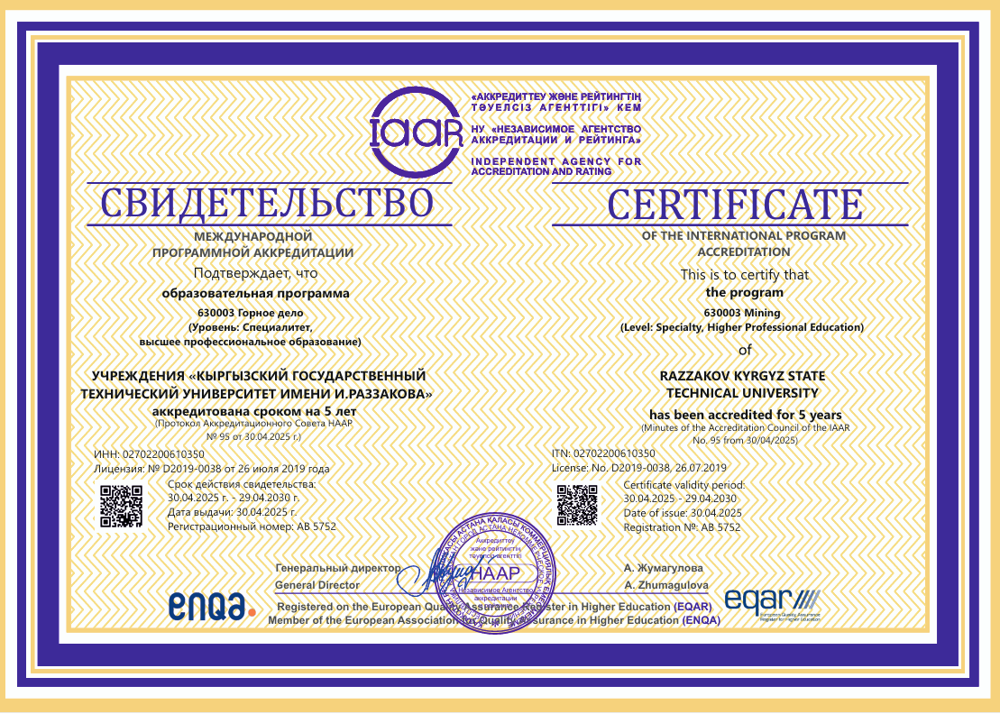 Iaar
«АККРЕДИТТЕУ ЖӘНЕ РЕЙТИНГТІҢ
ТӘУЕЛСІЗ АГЕНТТІГІ» КЕМ
НУ «НЕЗАВИСИМОЕ АГЕНТСТВО
АККРЕДИТАЦИИ И РЕЙТИНГА»
INDEPENDENT AGENCY FOR
ACCREDITATION AND RATING
СВИДЕТЕЛЬСТВО
МЕЖДУНАРОДНОЙ
ПРОГРАММНОЙ АККРЕДИТАЦИИ
Подтверждает, что
образовательная программа
630003 Горное дело
(Уровень: Специалитет,
высшее профессиональное образование)
УЧРЕЖДЕНИЯ «КЫРГЫЗСКИЙ ГОСУДАРСТВЕННЫЙ
ТЕХНИЧЕСКИЙ УНИВЕРСИТЕТ ИМЕНИ И.РАЗЗАКОВА»
аккредитована сроком на 5 лет
(Протокол Аккредитационного Совета НААР
№ 95 от 30.04.2025 г.)
ИНН: 02702200610350
Лицензия: № D2019-0038 от 26 июля 2019 года
Срок действия свидетельства:
30.04.2025 г. - 29.04.2030 г.
Дата выдачи: 30.04.2025 г.
Регистрационный номер: АВ 5752
CERTIFICATE
OF THE INTERNATIONAL PROGRAM
ACCREDITATION
This is to certify that
the program
630003 Mining
(Level: Specialty, Higher Professional Education)
of
RAZZAKOV KYRGYZ STATE
TECHNICAL UNIVERSITY
has been accredited for 5 years
(Minutes of the Accreditation Council of the IAAR
No. 95 from 30/04/2025)
ITN: 02702200610350
License: No. D2019-0038, 26.07.2019
Certificate validity period:
30.04.2025 - 29.04.2030
Date of issue: 30.04.2025
Registration №: AB 5752
Генеральный директор
А. Жумагулова
General Director
A. Zhumagulova
Аккредиттеу
және рейтингтің
тәуелсіз агенттігі
НААР
Независимое Агентство
аккредитации
enqa.
Registered on the European Quality Assurance Register in Higher Education (EQAR)
Member of the European Association for Quality Assurance in Higher Education (ENQA)
eqar
European Quality Assurance
Register for Higher Education